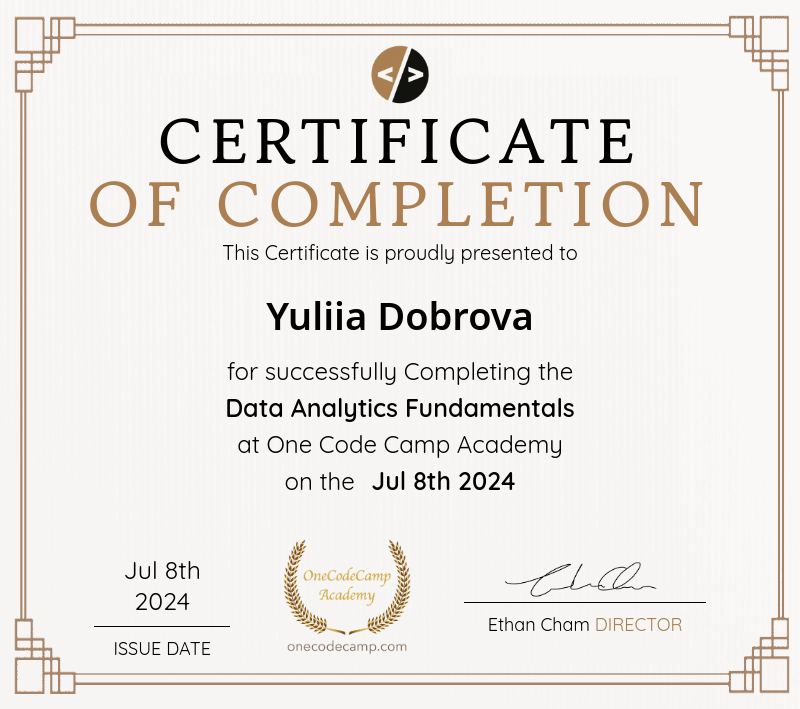 </>
CERTIFICATE
OF COMPLETION
This Certificate is proudly presented to
Yuliia Dobrova
for successfully Completing the
Data Analytics Fundamentals
at One Code Camp Academy
on the Jul 8th 2024
Jul 8th
2024
ISSUE DATE
OneCodeCamp
Academy
onecodecamp.com
Ethan Cham DIRECTOR